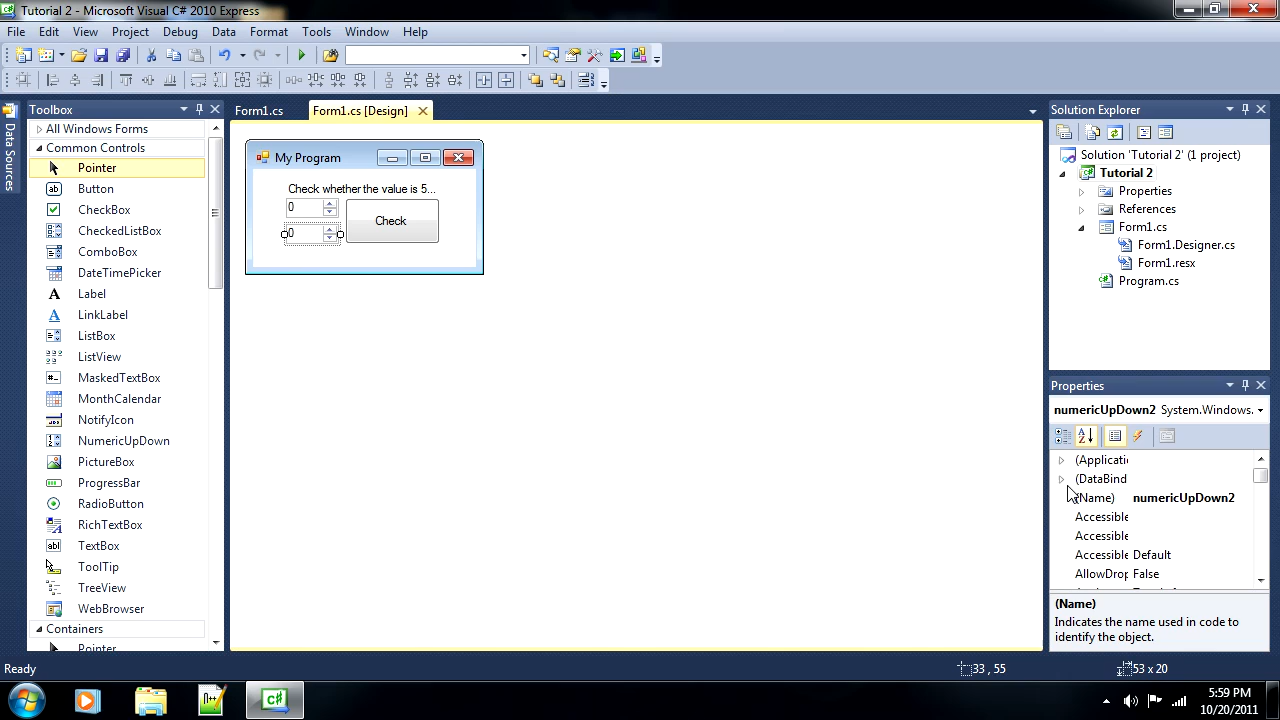 Tutorial 2 - Microsoft Visual C# 2010 Express
File Edit View Project Debug Data Format Tools Window Help
Data Sources
Toolbox
All Windows Forms
Common Controls
Pointer
Button
CheckBox
CheckedListBox
ComboBox
DateTimePicker
Label
LinkLabel
ListBox
ListView
MaskedTextBox
MonthCalendar
NotifyIcon
NumericUpDown
PictureBox
ProgressBar
RadioButton
RichTextBox
TextBox
ToolTip
TreeView
WebBrowser
Containers
Pointer
Form1.cs Form1.cs [Design]
My Program
Check whether the value is 5...
0
Check
0
Solution Explorer
Solution 'Tutorial 2' (1 project)
Tutorial 2
Properties
References
Form1.cs
Form1.Designer.cs
Form1.resx
Program.cs
Properties
numericUpDown2 System.Windows.
(Applicatio
(DataBind
(Name) numericUpDown2
Accessible
Accessible
Accessible Default
AllowDrop False
(Name)
Indicates the name used in code to
identify the object.
Ready
33 , 55
53 x 20
5:59 PM
10/20/2011